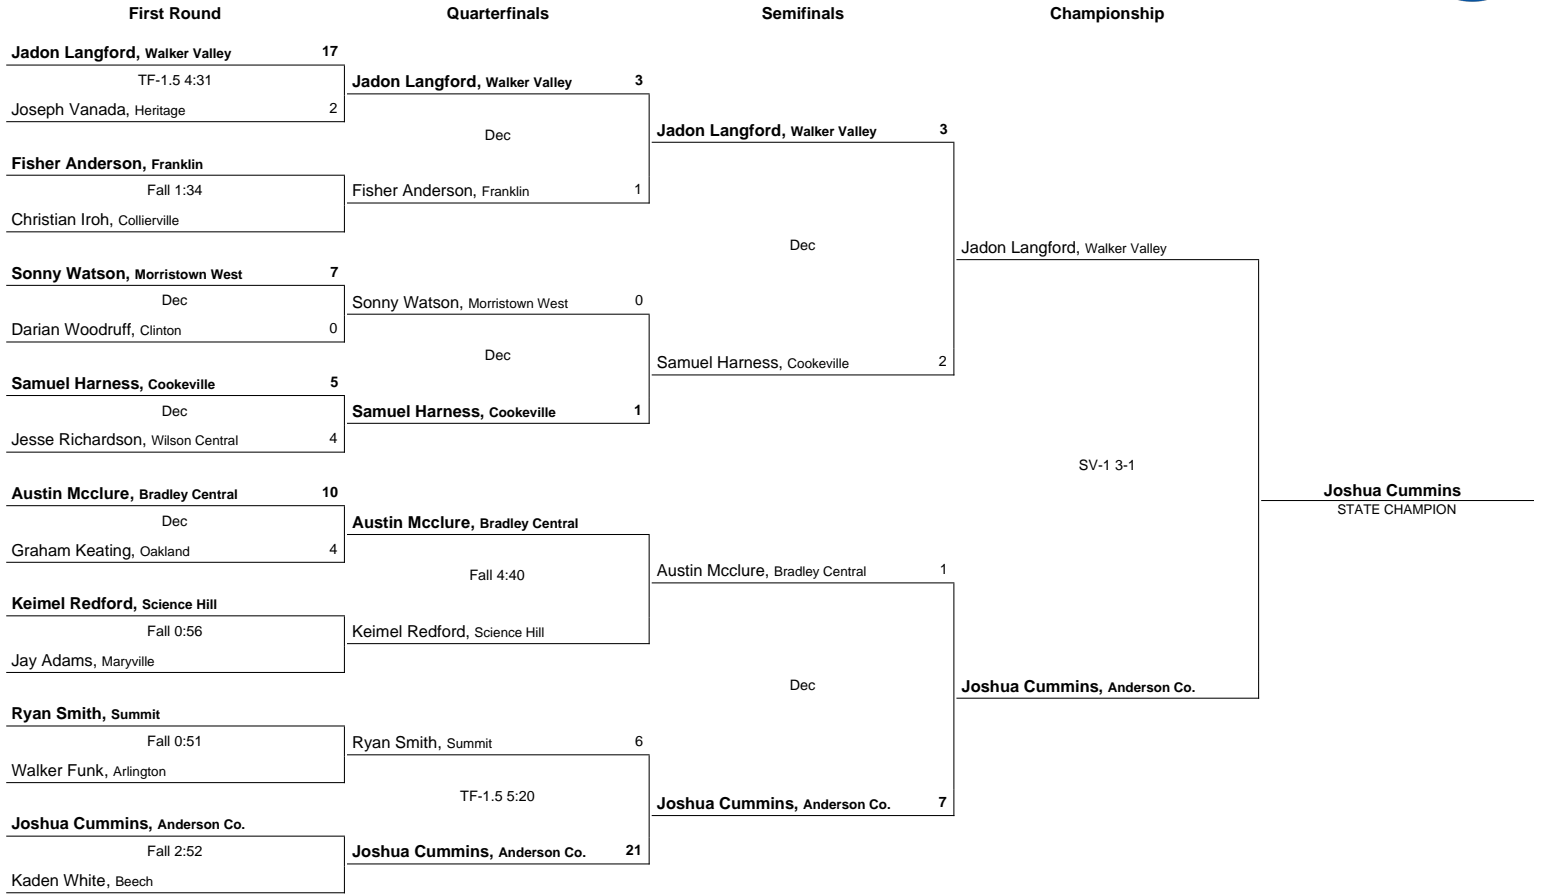 First Round Quarterfinals Semifinals Championship
Jadon Langford, Walker Valley 17
TF-1.5 4:31
Joseph Vanada, Heritage 2
Fisher Anderson, Franklin
Fall 1:34
Christian Iroh, Collierville
Sonny Watson, Morristown West 7
Dec
Darian Woodruff, Clinton 0
Samuel Harness, Cookeville 5
Dec
Jesse Richardson, Wilson Central 4
Austin Mcclure, Bradley Central 10
Dec
Graham Keating, Oakland 4
Keimel Redford, Science Hill
Fall 0:56
Jay Adams, Maryville
Ryan Smith, Summit
Fall 0:51
Walker Funk, Arlington
Joshua Cummins, Anderson Co.
Fall 2:52
Kaden White, Beech
Jadon Langford, Walker Valley 3
Dec
Fisher Anderson, Franklin 1
Sonny Watson, Morristown West 0
Dec
Samuel Harness, Cookeville 1
Austin Mcclure, Bradley Central
Fall 4:40
Keimel Redford, Science Hill
Ryan Smith, Summit 6
TF-1.5 5:20
Joshua Cummins, Anderson Co. 21
Jadon Langford, Walker Valley 3
Dec
Samuel Harness, Cookeville 2
Austin Mcclure, Bradley Central 1
Dec
Joshua Cummins, Anderson Co. 7
Jadon Langford, Walker Valley
SV-1 3-1
Joshua Cummins, Anderson Co.
Joshua Cummins
STATE CHAMPION